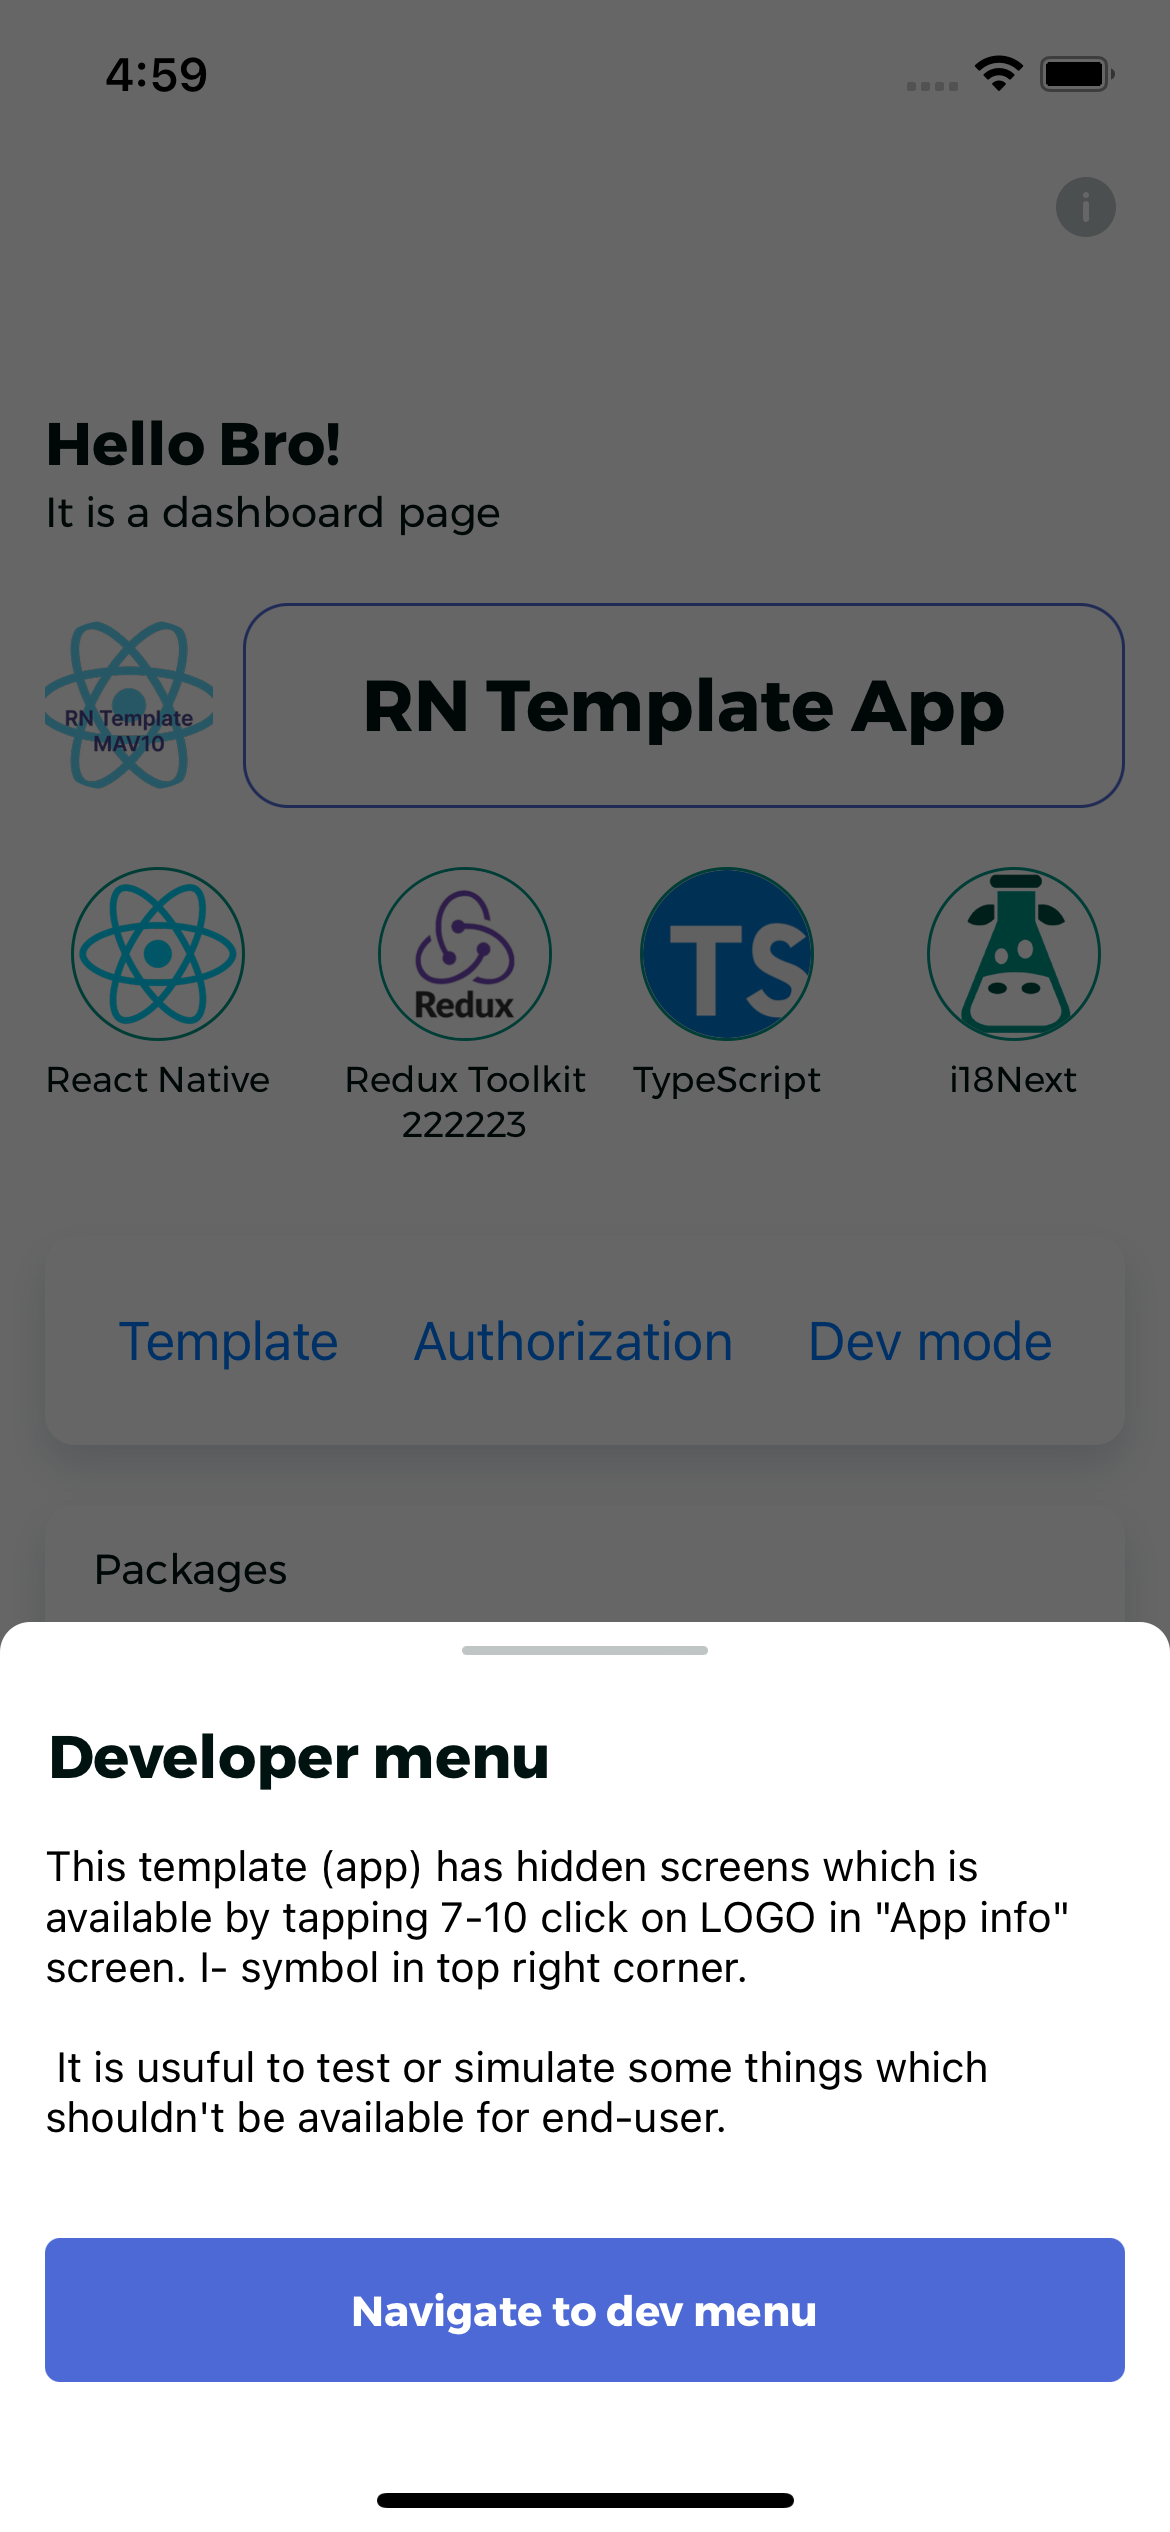 4:59
Hello Bro!
It is a dashboard page
RN Template
MAV10
RN Template App
Redux
TS
React Native
Redux Toolkit
222223
TypeScript
i18Next
Template
Authorization
Dev mode
Packages
Developer menu
This template (app) has hidden screens which is
available by tapping 7-10 click on LOGO in "App info"
screen. I- symbol in top right corner.
It is usuful to test or simulate some things which
shouldn't be available for end-user.
Navigate to dev menu